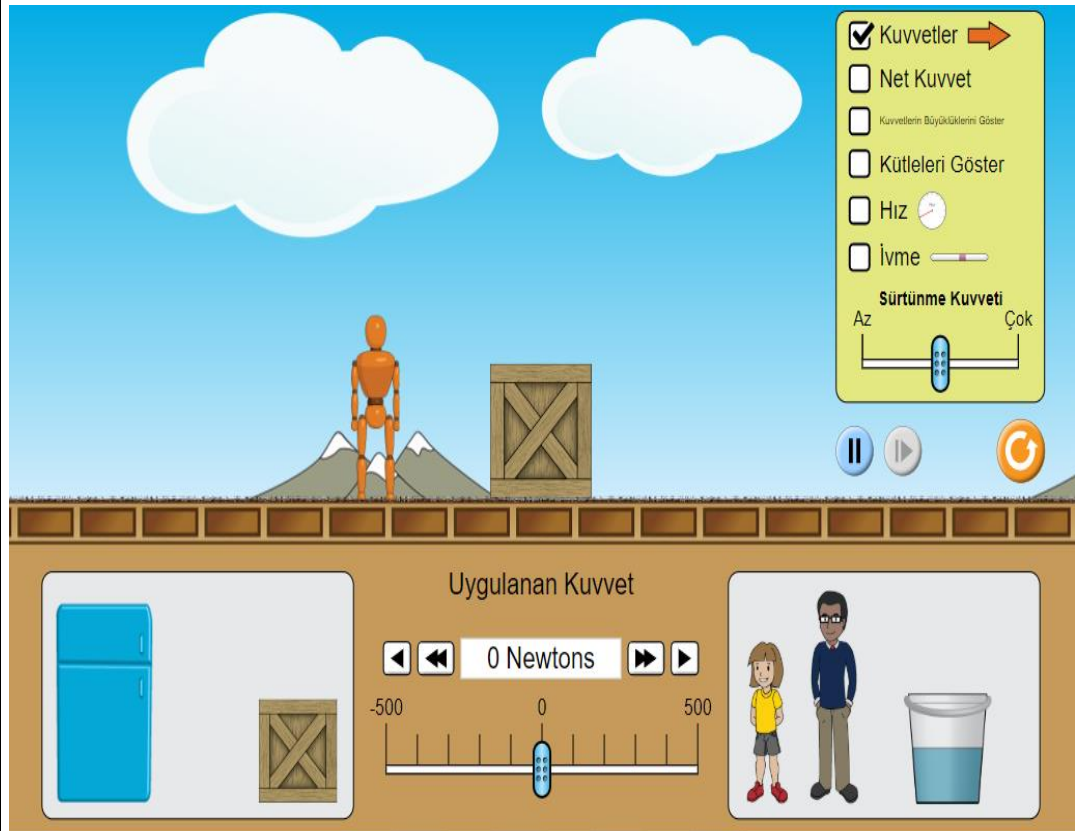 Kuvvetler
Net Kuvvet
Kuvvetlerin Büyüklüklerini Göster
Kütleleri Göster
Hız
İvme
Sürtünme Kuvveti
Az Çok
Uygulanan Kuvvet
0 Newtons
-500 0 500